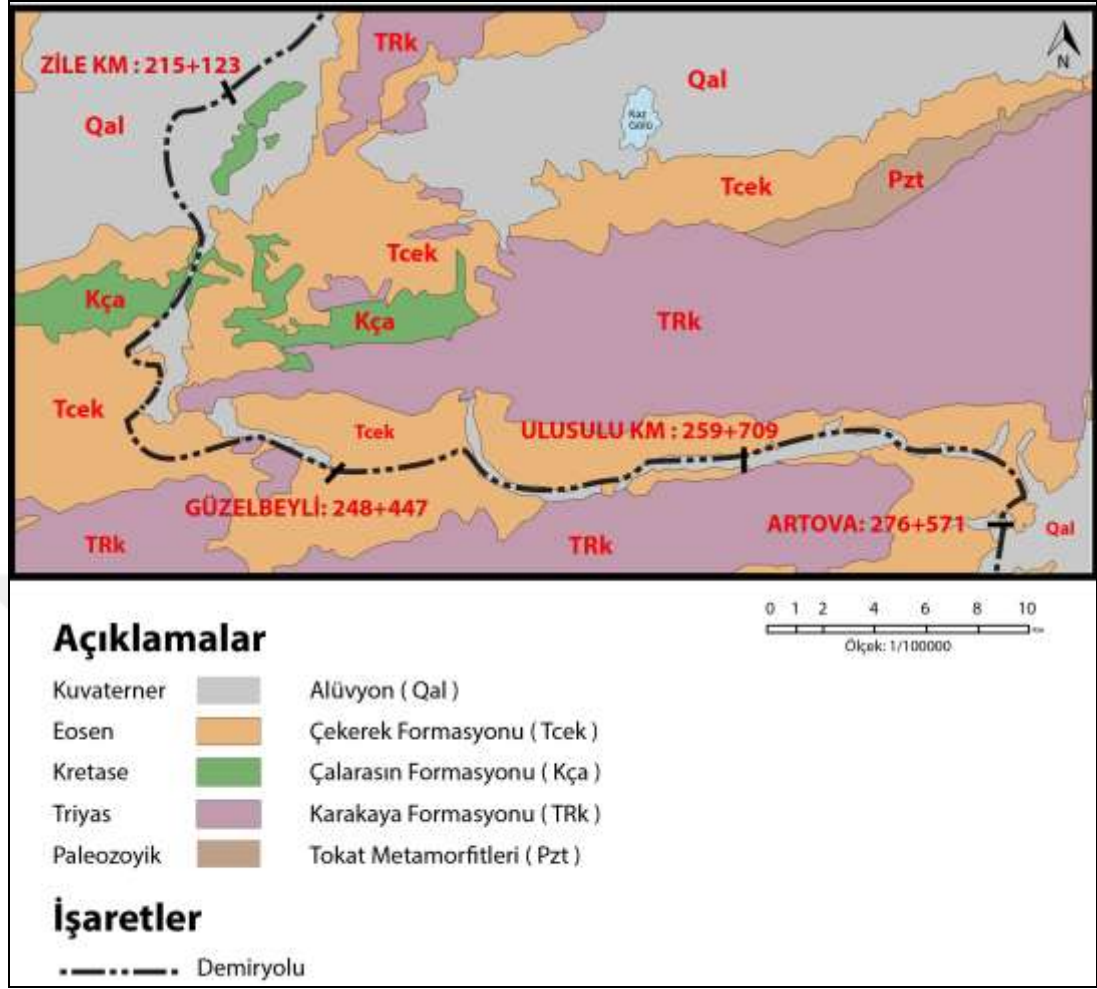 TRk
ZİLE KM : 215+123
N
Qal
Kaz
Gölü
Qal
Pzt
Tcek
Tcek
Kça
Kça
TRk
Tcek
Tcek
ULUSULU KM : 259+709
GÜZELBEYLİ: 248+447
ARTOVA: 276+571
Qal
TRk
TRk
0 1 2 4 6 8 10
Ölçek: 1/100000
Açıklamalar
Kuvaterner Alüvyon ( Qal )
Eosen Çekerek Formasyonu ( Tcek )
Kretase Çalarasın Formasyonu ( Kça )
Triyas Karakaya Formasyonu ( TRk )
Paleozoyik Tokat Metamorfitleri ( Pzt )
İşaretler
Demiryolu